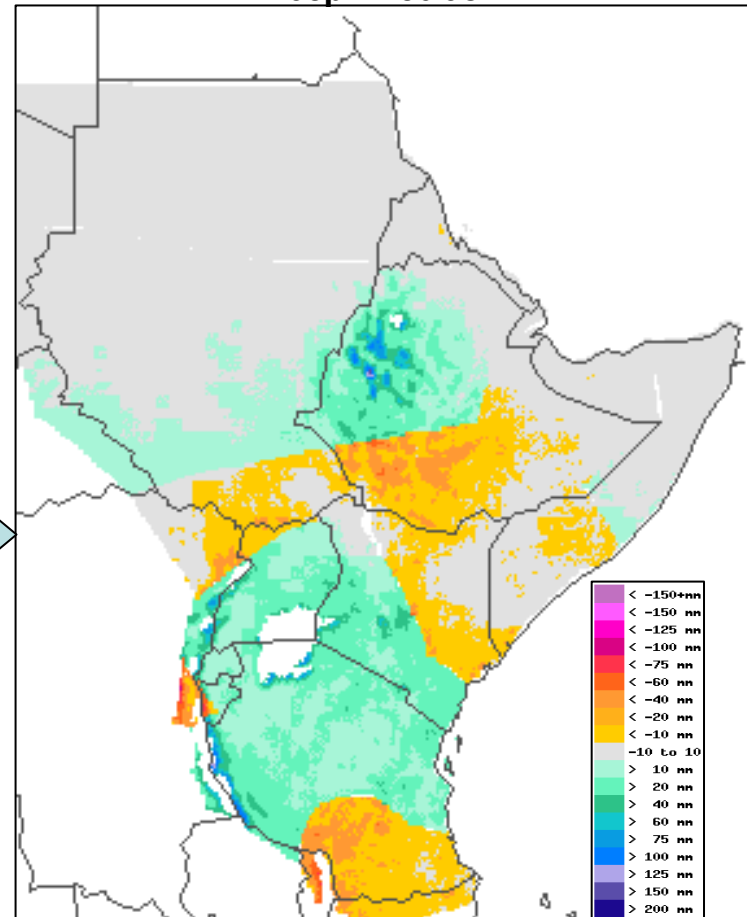 < -150+mm
< -150 mm
< -125 mm
< -100 mm
< -75 mm
< -60 mm
< -40 mm
< -20 mm
< -10 mm
-10 to 10
> 10 mm
> 20 mm
> 40 mm
> 60 mm
> 75 mm
> 100 mm
> 125 mm
> 150 mm
> 200 mm